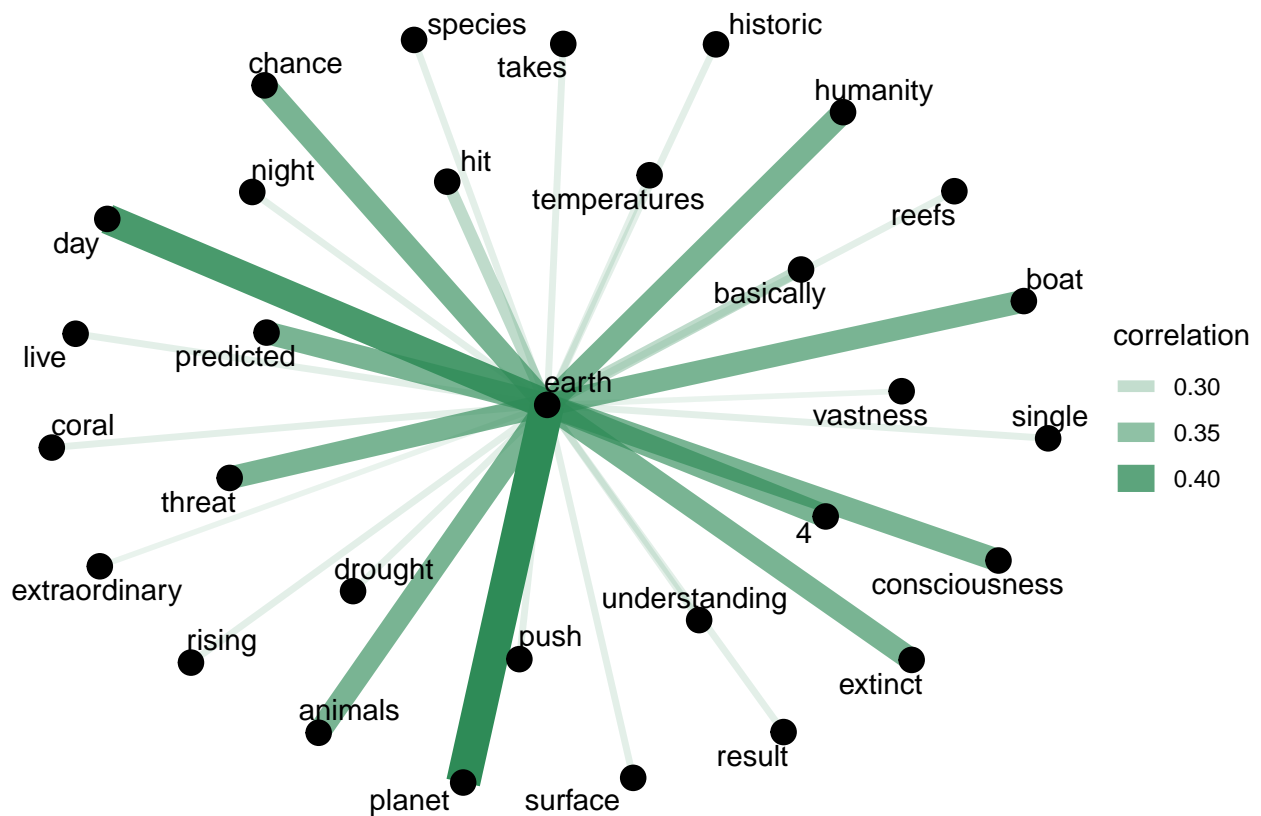 species
historic
takes
chance
humanity
hit
night
temperatures
reefs
day
boat
basically
correlation
live
predicted
earth
0.30
vastness
single
coral
0.35
threat
0.40
4
drought
extraordinary
consciousness
understanding
rising
push
extinct
animals
result
planet
surface